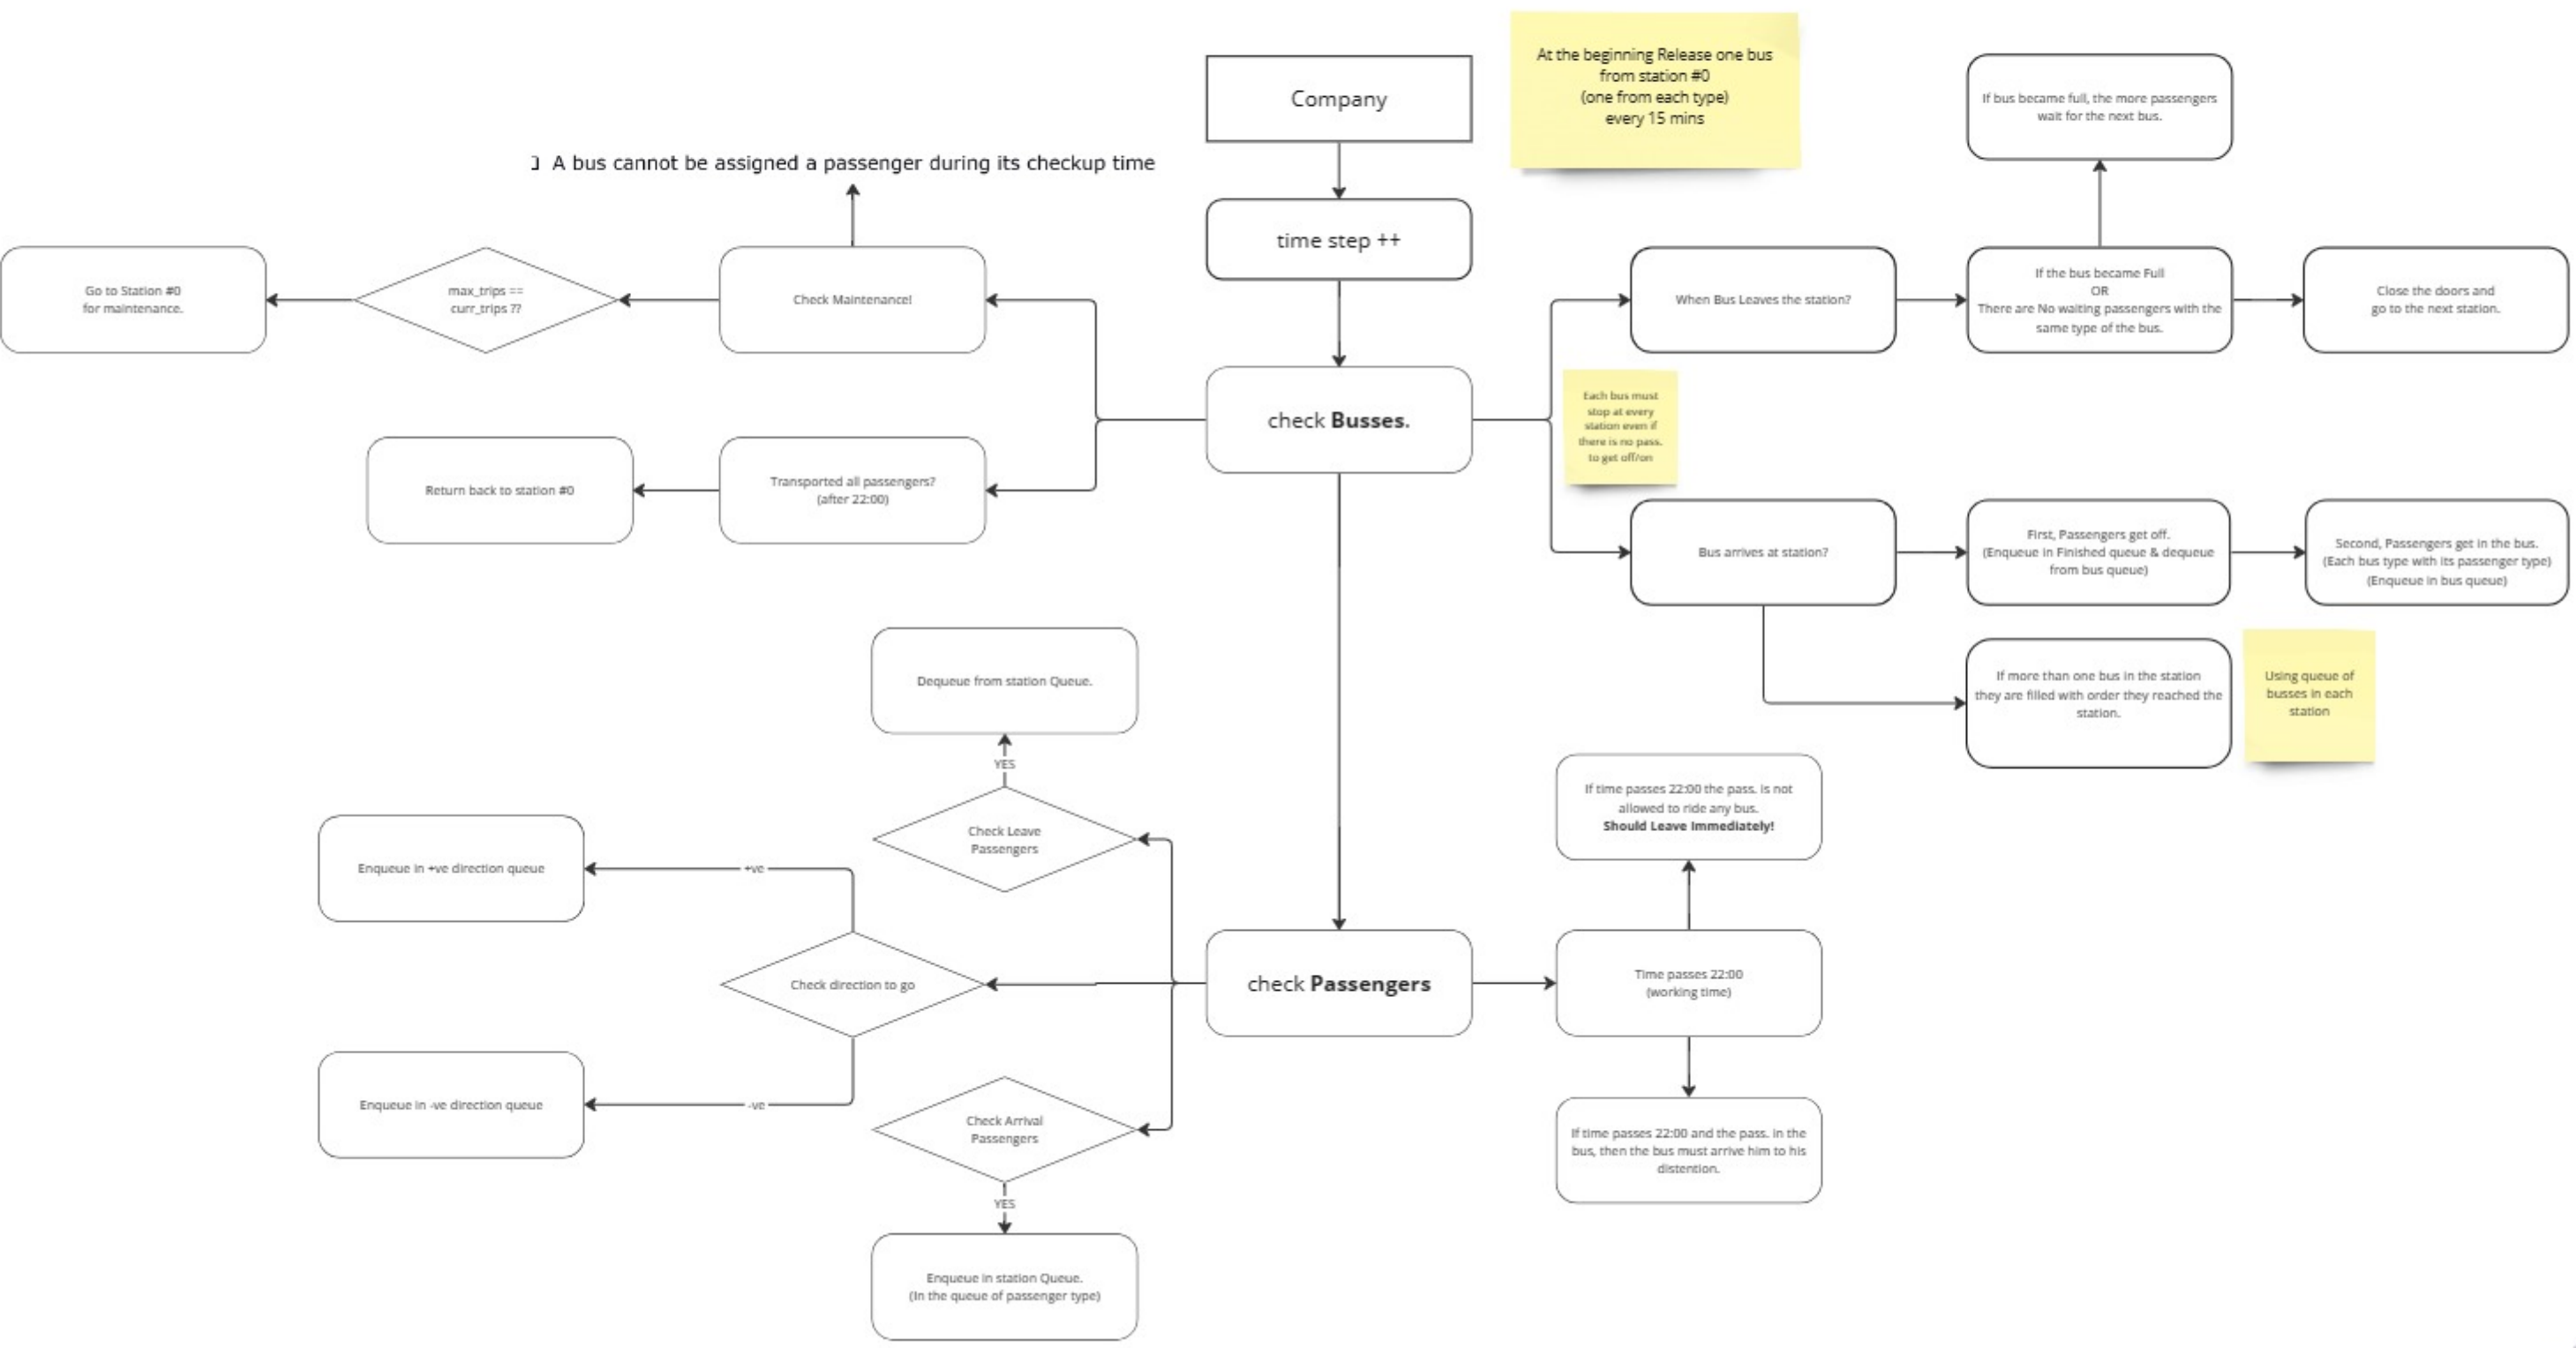 Company
At the beginning Release one bus
from station #0
(one from each type)
every 15 mins
If bus became full, the more passengers
wait for the next bus.
A bus cannot be assigned a passenger during its checkup time
time step ++
Go to Station #0
for maintenance.
max_trips ==
curr_trips ??
Check Maintenance!
When Bus Leaves the station?
If the bus became Full
OR
There are No waiting passengers with the
same type of the bus.
Close the doors and
go to the next station.
check Busses.
Each bus must
stop at every
station even if
there is no pass.
to get off/on
Return back to station #0
Transported all passengers?
(after 22:00)
Bus arrives at station?
First, Passengers get off.
(Enqueue in Finished queue & dequeue
from bus queue)
Second, Passengers get in the bus.
(Each bus type with its passenger type)
(Enqueue in bus queue)
If more than one bus in the station
they are filled with order they reached the
station.
Using queue of
busses in each
station
Dequeue from station Queue.
YES
Check Leave
Passengers
Enqueue in +ve direction queue
+ve
Check direction to go
-ve
Enqueue in -ve direction queue
check Passengers
If time passes 22:00 the pass. is not
allowed to ride any bus.
Should Leave Immediately!
Time passes 22:00
(working time)
If time passes 22:00 and the pass. in the
bus, then the bus must arrive him to his
distention.
Check Arrival
Passengers
YES
Enqueue in station Queue.
(In the queue of passenger type)